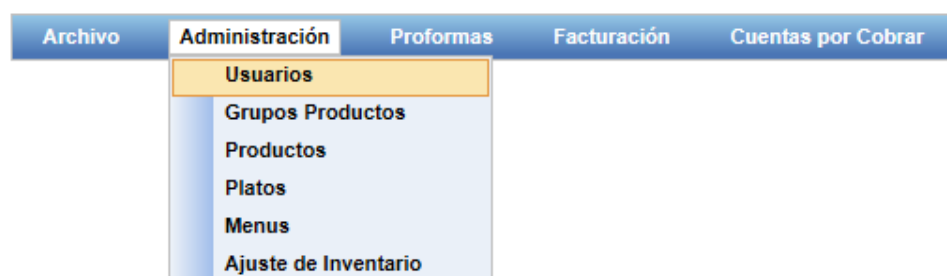 Archivo Administración Proformas Facturación Cuentas por Cobrar
Usuarios
Grupos Productos
Productos
Platos
Menus
Ajuste de Inventario